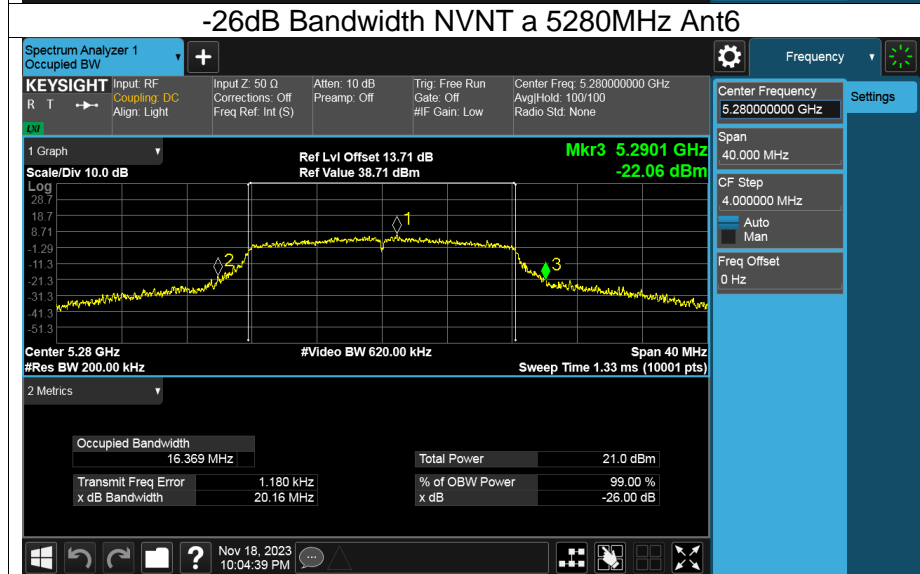 -26dB Bandwidth NVNT a 5280MHz Ant6
Spectrum Analyzer 1
Occupied BW
+
Frequency
KEYSIGHT
R T
LXI
Input: RF
Coupling: DC
Align: Light
Input Z: 50 Ω
Corrections: Off
Freq Ref: Int (S)
Atten: 10 dB
Preamp: Off
Trig: Free Run
Gate: Off
#IF Gain: Low
Center Freq: 5.280000000 GHz
Avg|Hold: 100/100
Radio Std: None
Center Frequency
5.280000000 GHz
Settings
Span
40.000 MHz
CF Step
4.000000 MHz
Auto
Man
Freq Offset
0 Hz
1 Graph
Scale/Div 10.0 dB
Ref Lvl Offset 13.71 dB
Ref Value 38.71 dBm
Mkr3 5.2901 GHz
-22.06 dBm
Log
28.7
18.7
8.71
-1.29
-11.3
-21.3
-31.3
-41.3
-51.3
1
2
3
Center 5.28 GHz
#Video BW 620.00 kHz
Span 40 MHz
#Res BW 200.00 kHz
Sweep Time 1.33 ms (10001 pts)
2 Metrics
Occupied Bandwidth
16.369 MHz
Total Power 21.0 dBm
Transmit Freq Error 1.180 kHz
% of OBW Power 99.00 %
x dB Bandwidth 20.16 MHz
x dB -26.00 dB
?
Nov 18, 2023
10:04:39 PM